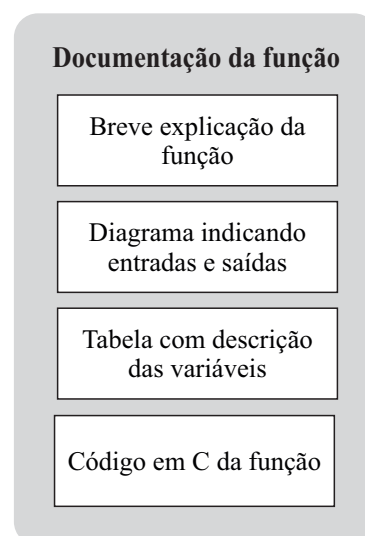 Documentação da função
Breve explicação da
função
Diagrama indicando
entradas e saídas
Tabela com descrição
das variáveis
Código em C da função